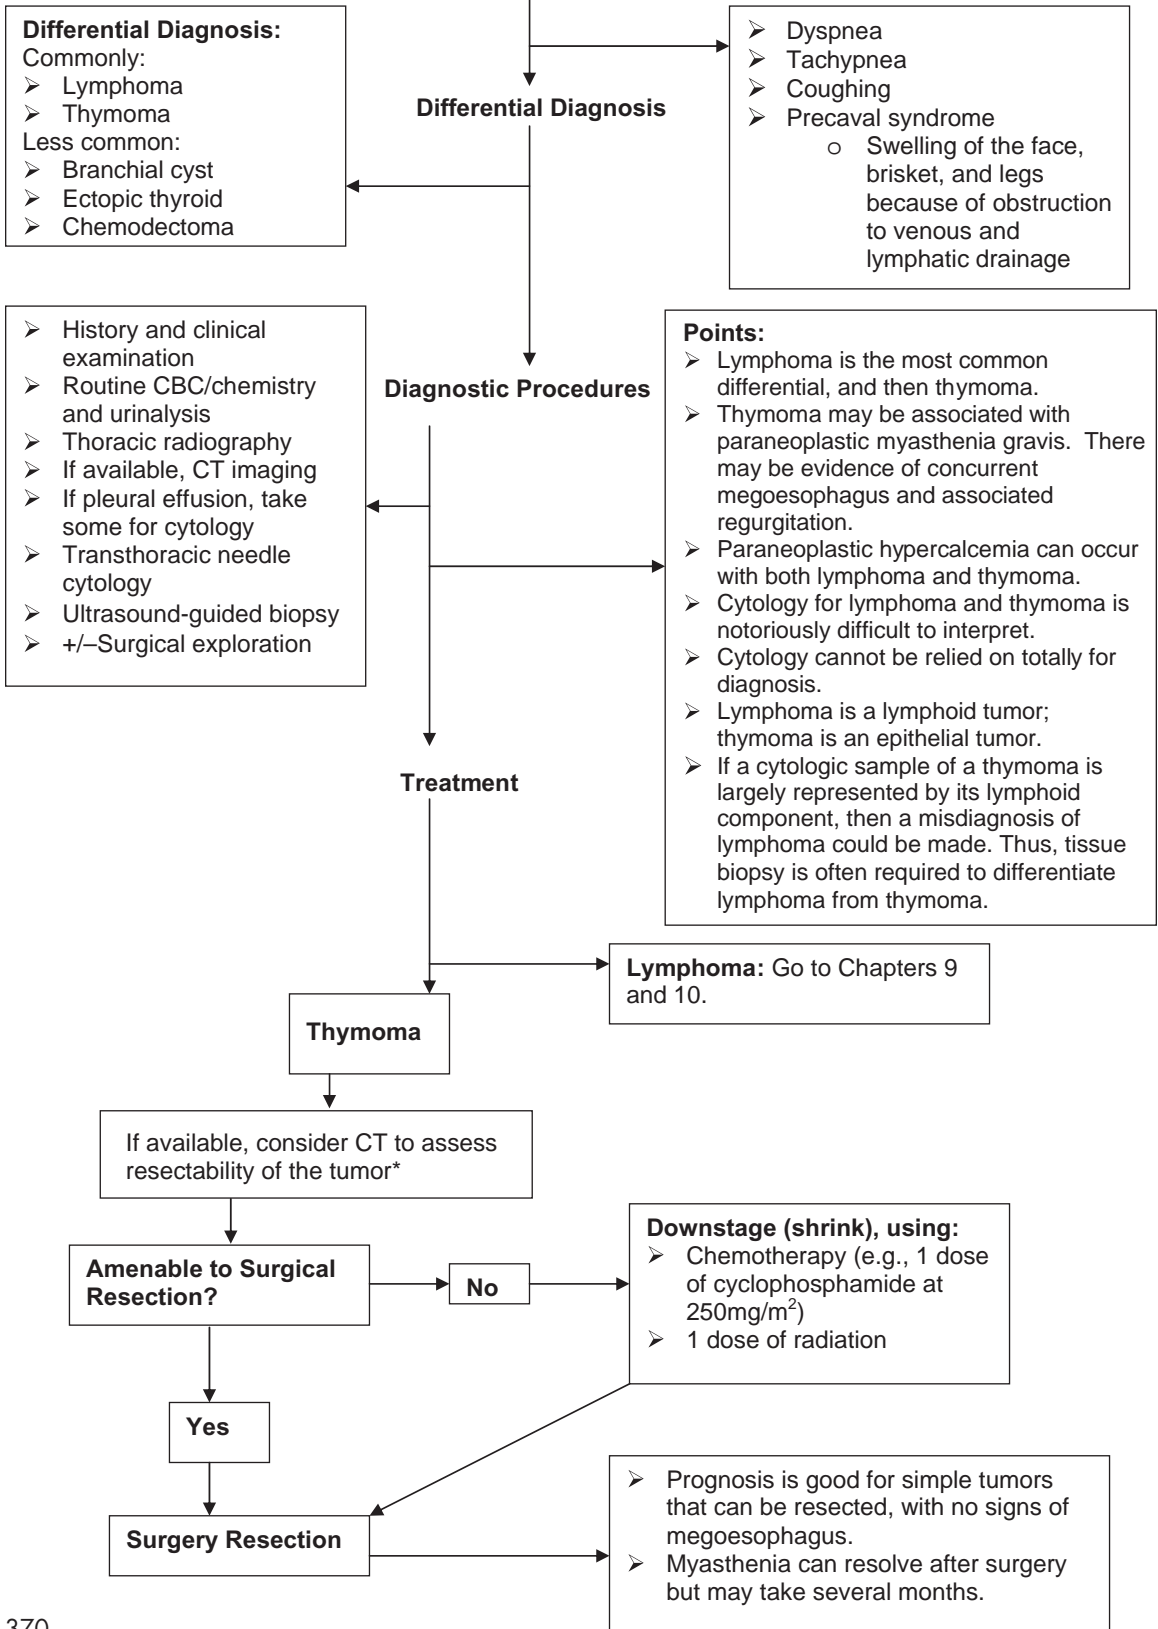 Differential Diagnosis:
Commonly:
➢ Lymphoma
➢ Thymoma
Less common:
➢ Branchial cyst
➢ Ectopic thyroid
➢ Chemodectoma
Differential Diagnosis
➢ Dyspnea
➢ Tachypnea
➢ Coughing
➢ Precaval syndrome
o Swelling of the face,
brisket, and legs
because of obstruction
to venous and
lymphatic drainage
➢ History and clinical
examination
➢ Routine CBC/chemistry
and urinalysis
➢ Thoracic radiography
➢ If available, CT imaging
➢ If pleural effusion, take
some for cytology
➢ Transthoracic needle
cytology
➢ Ultrasound-guided biopsy
➢ +/–Surgical exploration
Diagnostic Procedures
Points:
➢ Lymphoma is the most common
differential, and then thymoma.
➢ Thymoma may be associated with
paraneoplastic myasthenia gravis. There
may be evidence of concurrent
megoesophagus and associated
regurgitation.
➢ Paraneoplastic hypercalcemia can occur
with both lymphoma and thymoma.
➢ Cytology for lymphoma and thymoma is
notoriously difficult to interpret.
➢ Cytology cannot be relied on totally for
diagnosis.
➢ Lymphoma is a lymphoid tumor;
thymoma is an epithelial tumor.
➢ If a cytologic sample of a thymoma is
largely represented by its lymphoid
component, then a misdiagnosis of
lymphoma could be made. Thus, tissue
biopsy is often required to differentiate
lymphoma from thymoma.
Treatment
Lymphoma: Go to Chapters 9
and 10.
Thymoma
If available, consider CT to assess
resectability of the tumor*
Amenable to Surgical
Resection?
No
Downstage (shrink), using:
➢ Chemotherapy (e.g., 1 dose
of cyclophosphamide at
250mg/m²)
➢ 1 dose of radiation
Yes
Surgery Resection
➢ Prognosis is good for simple tumors
that can be resected, with no signs of
megoesophagus.
➢ Myasthenia can resolve after surgery
but may take several months.
370